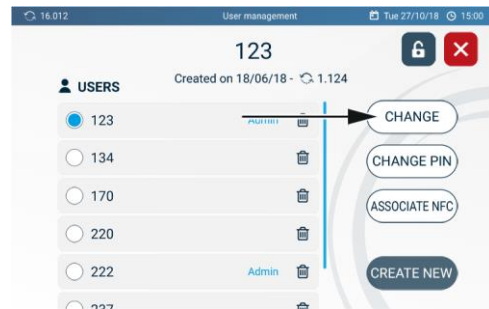 16.012 User management Tue 27/10/18 15:00
123
Created on 18/06/18 - 1.124
USERS
123 Admin
CHANGE
134
CHANGE PIN
170
ASSOCIATE NFC
220
222 Admin
CREATE NEW
237